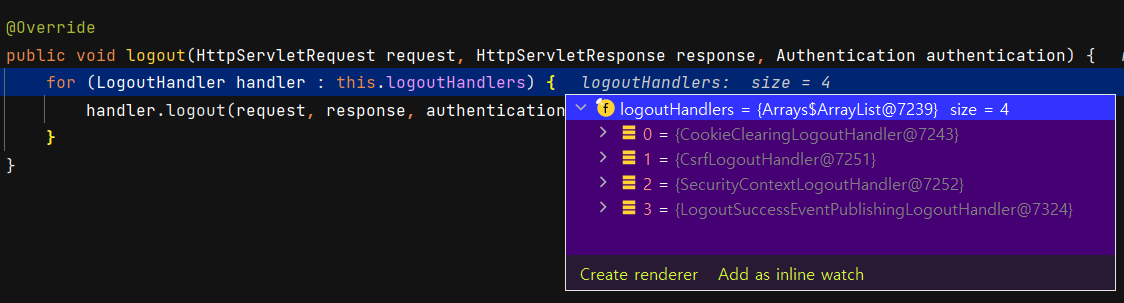 @Override
public void logout(HttpServletRequest request, HttpServletResponse response, Authentication authentication) {
for (LogoutHandler handler : this.logoutHandlers) { logoutHandlers: size = 4
handler.logout(request, response, authentication
}
}
f logoutHandlers = {Arrays$ArrayList@7239} size = 4
0 = {CookieClearingLogoutHandler@7243}
1 = {CsrfLogoutHandler@7251}
2 = {SecurityContextLogoutHandler@7252}
3 = {LogoutSuccessEventPublishingLogoutHandler@7324}
Create renderer Add as inline watch